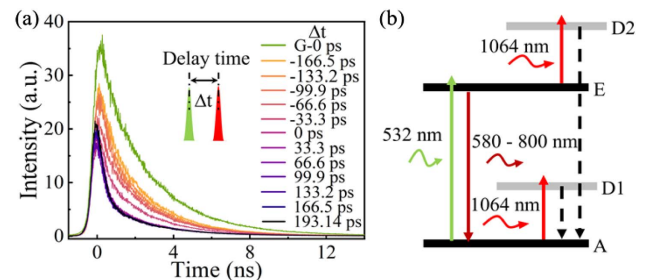 (a)
40
30
20
10
0
Intensity (a.u.)
0
4
8
12
Time (ns)
Delay time
Δt
Δt
G-0 ps
-166.5 ps
-133.2 ps
-99.9 ps
-66.6 ps
-33.3 ps
0 ps
33.3 ps
66.6 ps
99.9 ps
133.2 ps
166.5 ps
193.14 ps
(b)
D2
1064 nm
E
532 nm
580 - 800 nm
D1
1064 nm
A